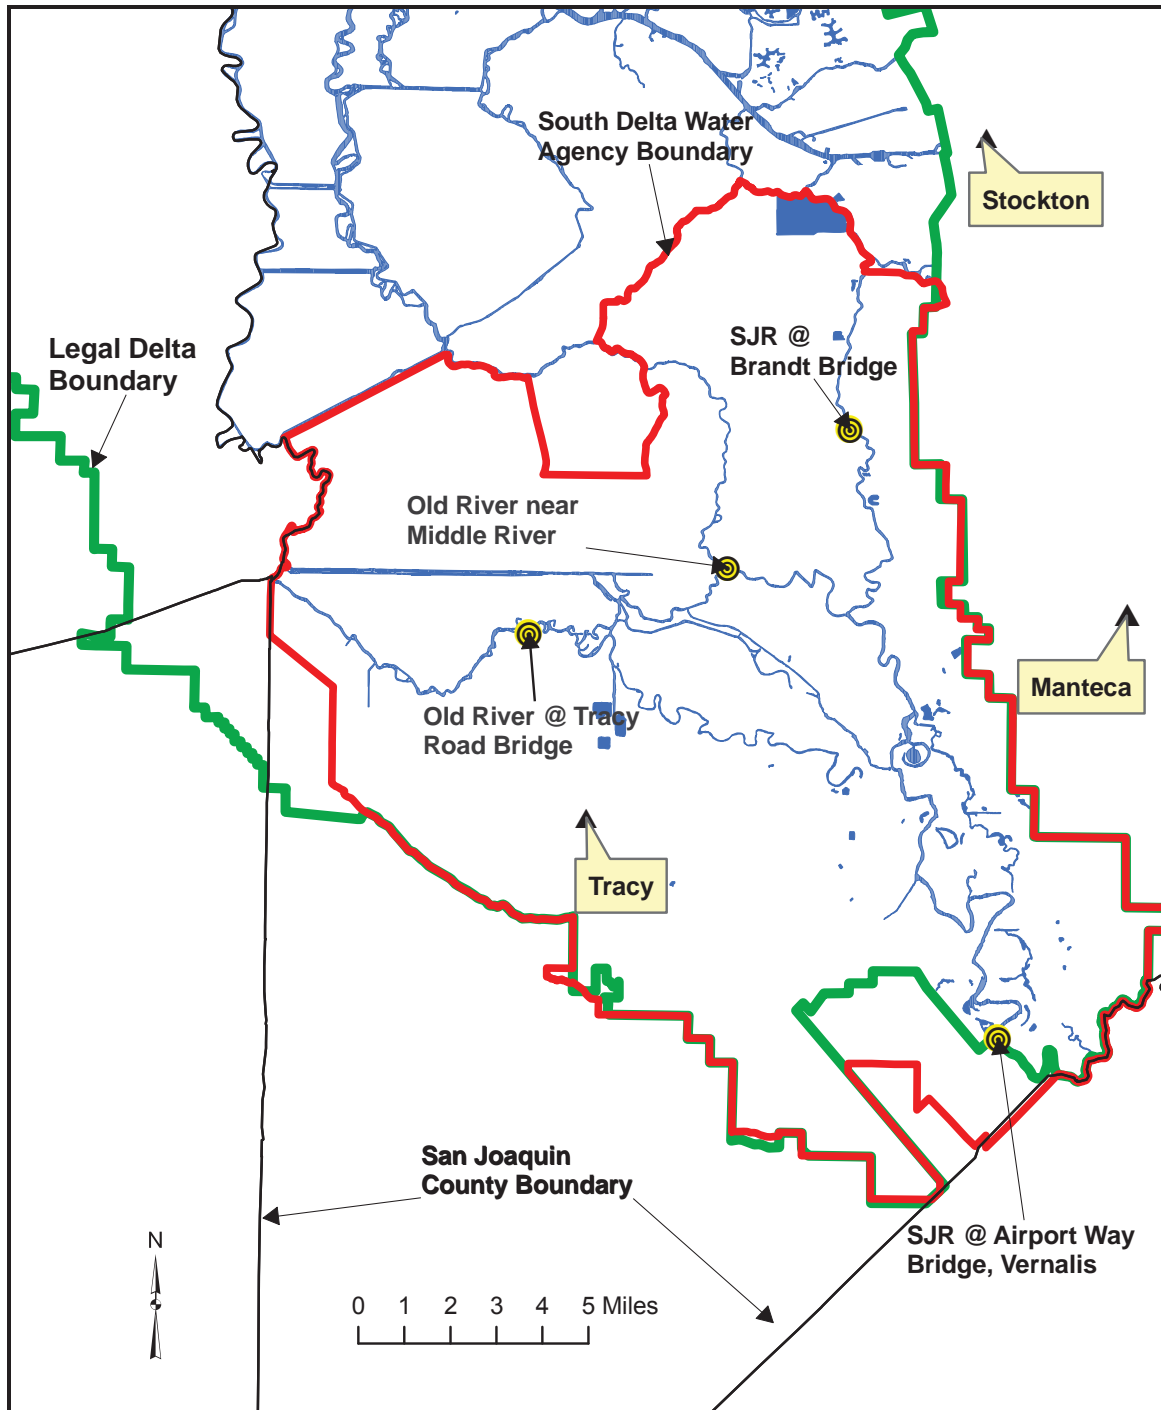 South Delta Water
Agency Boundary
Stockton
SJR @
Brandt Bridge
Legal Delta
Boundary
Old River near
Middle River
Manteca
Old River @ Tracy
Road Bridge
Tracy
San Joaquin
County Boundary
SJR @ Airport Way
Bridge, Vernalis
N
0 1 2 3 4 5 Miles